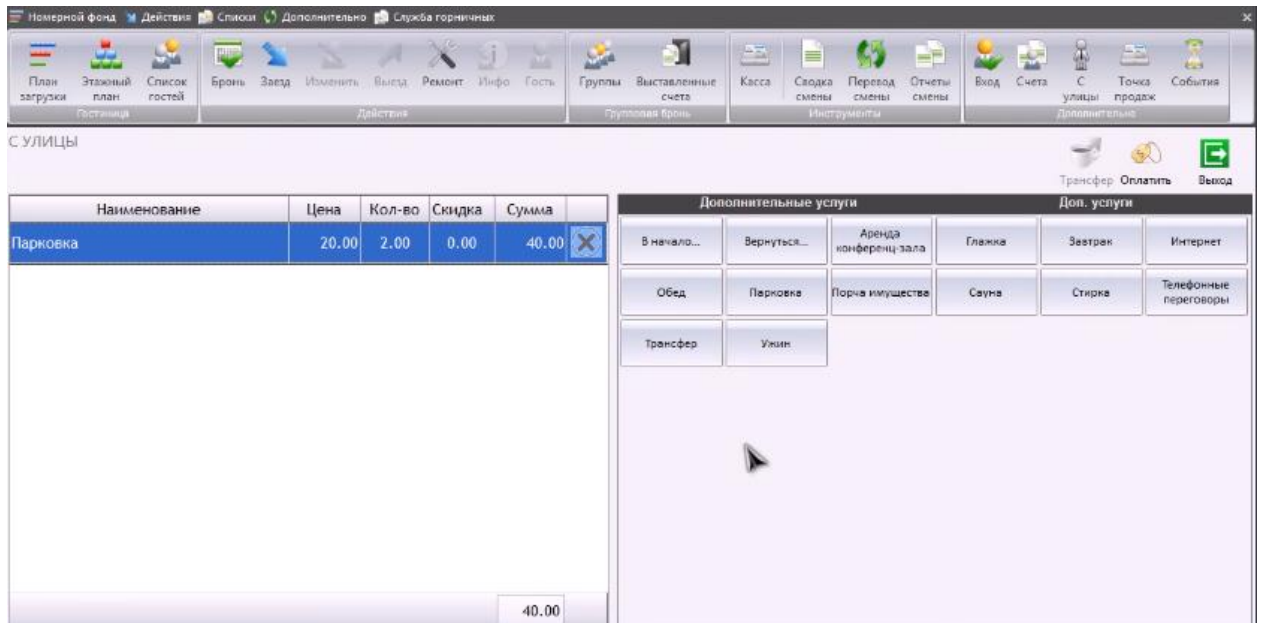 Номерной фонд Действия Списки Дополнительно Служба горничных
План загрузки Этажный план Список гостей Бронь Заезд Изменить Выезд Ремонт Инфо Гость Группы Выставленные счета Касса Сводка смены Перевод смены Отчеты смены Вход Счета С улицы Точка продаж События
Гостиница Действия Групповая бронь Инструменты Дополнительно
С УЛИЦЫ
Трансфер Оплатить Выход
Наименование Цена Кол-во Скидка Сумма
Парковка 20.00 2.00 0.00 40.00
40.00
Дополнительные услуги Доп. услуги
В начало... Вернуться... Аренда конференц-зала Глажка Завтрак Интернет
Обед Парковка Порча имущества Сауна Стирка Телефонные переговоры
Трансфер Ужин